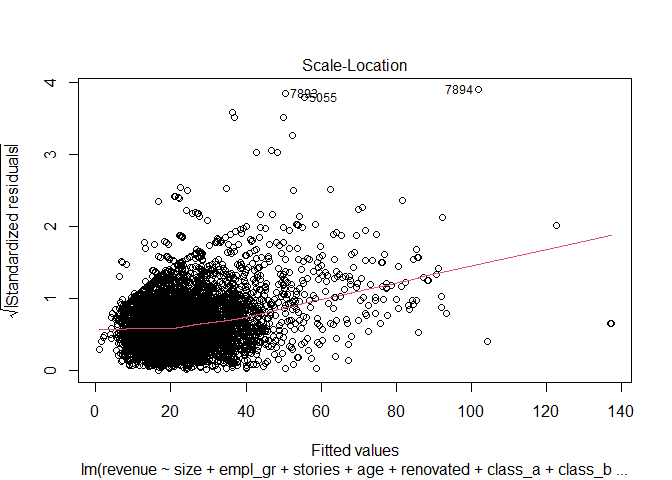 Scale-Location
√|Standardized residuals|
4
3
2
1
0
7893
5055
7894
0 20 40 60 80 100 120 140
Fitted values
lm(revenue ~ size + empl_gr + stories + age + renovated + class_a + class_b ...